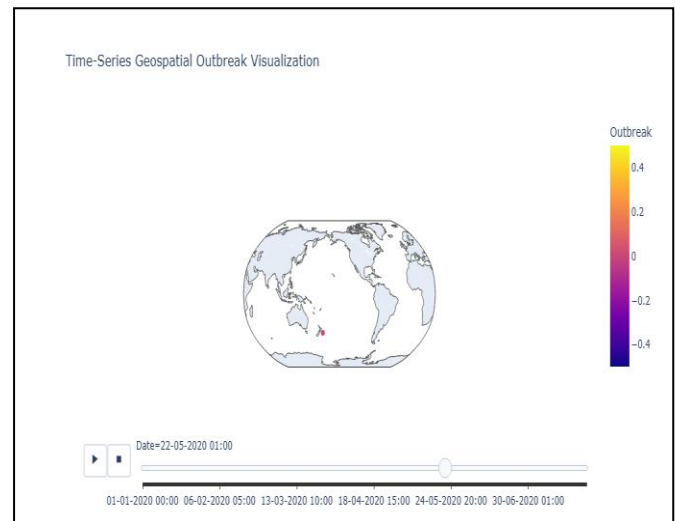 Time-Series Geospatial Outbreak Visualization
Outbreak
0.4
0.2
0
−0.2
−0.4
Date=22-05-2020 01:00
01-01-2020 00:00 06-02-2020 05:00 13-03-2020 10:00 18-04-2020 15:00 24-05-2020 20:00 30-06-2020 01:00